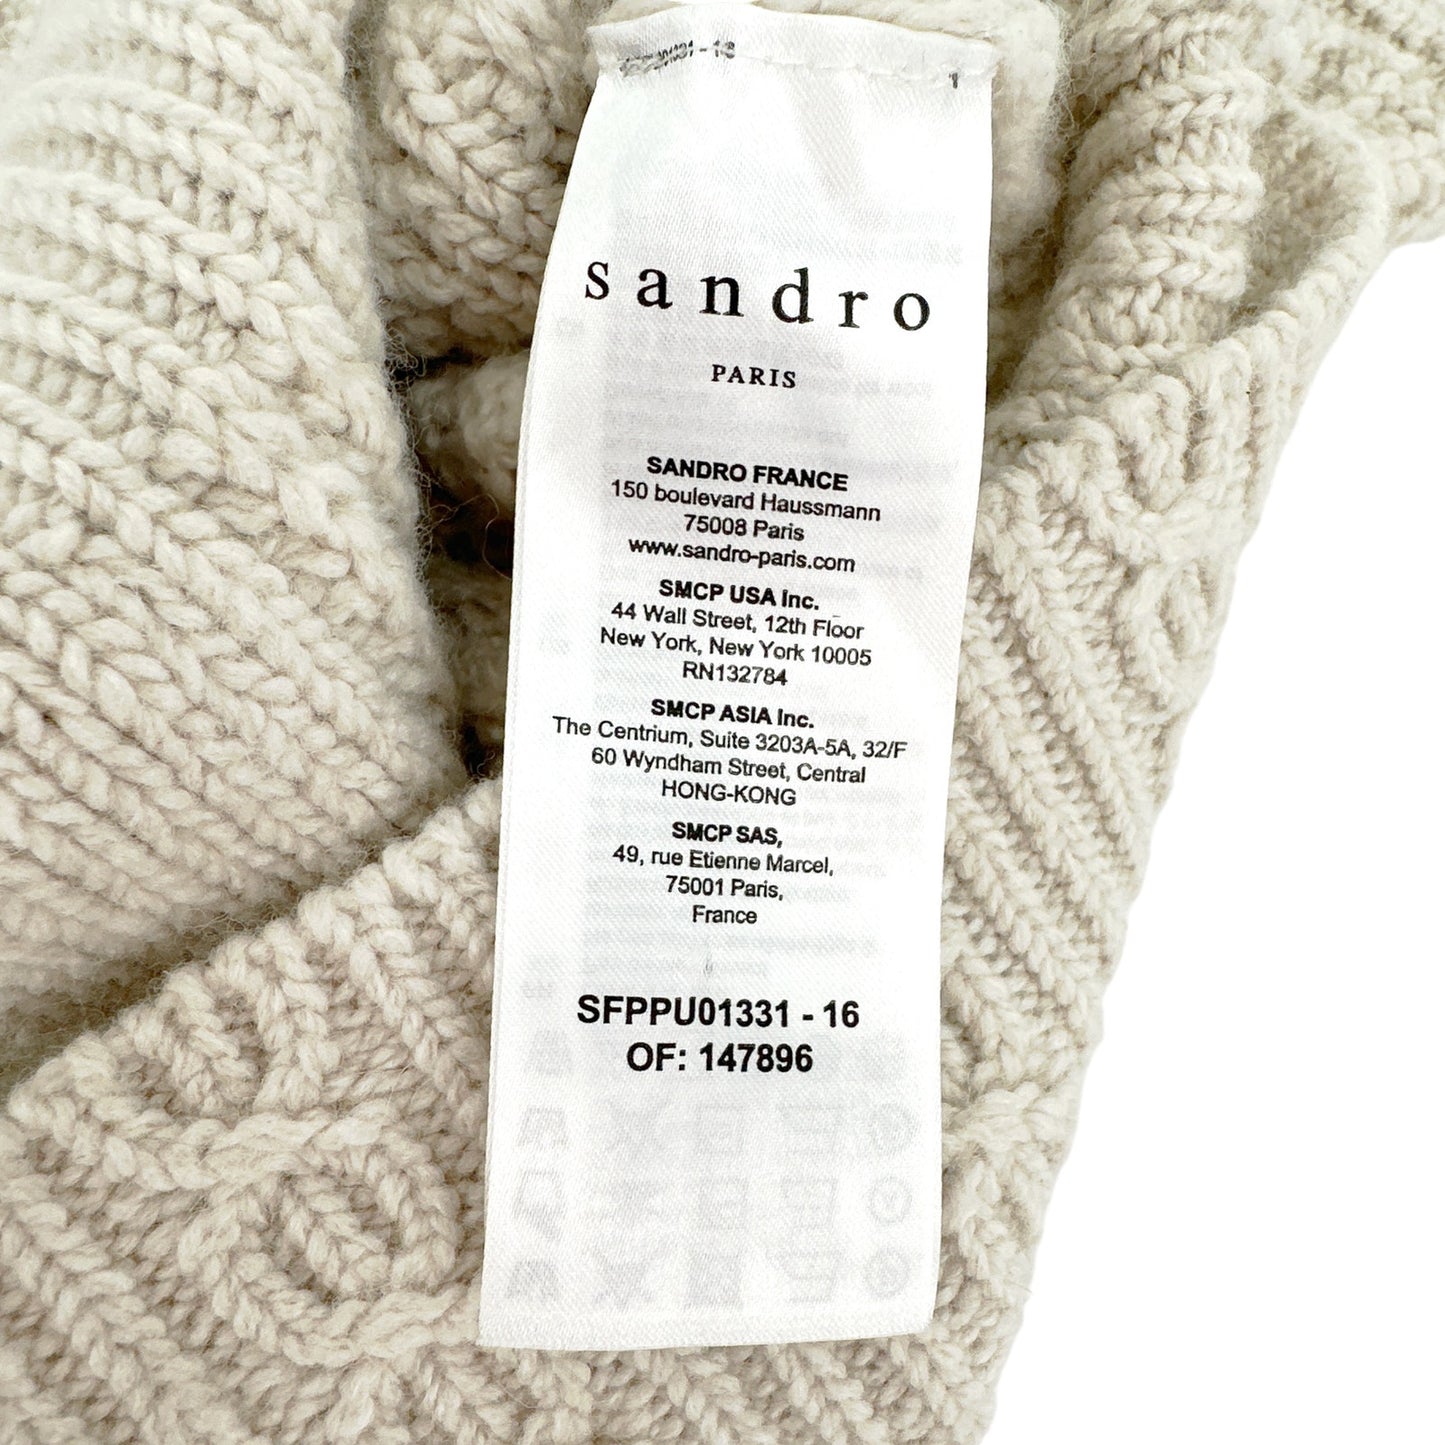 1
sandro
PARIS
SANDRO FRANCE
150 boulevard Haussmann
75008 Paris
www.sandro-paris.com
SMCP USA Inc.
44 Wall Street, 12th Floor
New York, New York 10005
RN132784
SMCP ASIA Inc.
The Centrium, Suite 3203A-5A, 32/F
60 Wyndham Street, Central
HONG-KONG
SMCP SAS,
49, rue Etienne Marcel,
75001 Paris,
France
SFPPU01331 - 16
OF: 147896